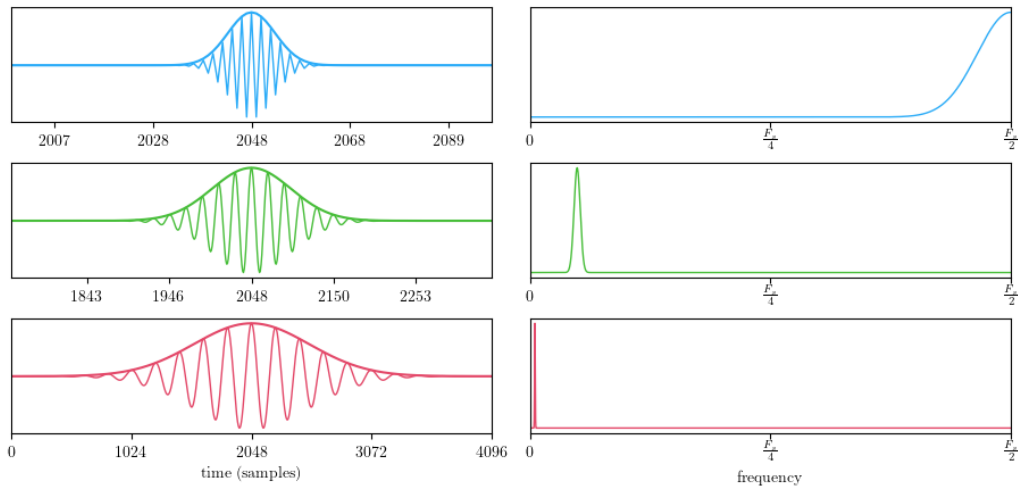 2007 2028 2048 2068 2089
0 F_s/4 F_s/2
1843 1946 2048 2150 2253
0 F_s/4 F_s/2
0 1024 2048 3072 4096
time (samples)
0 F_s/4 F_s/2
frequency